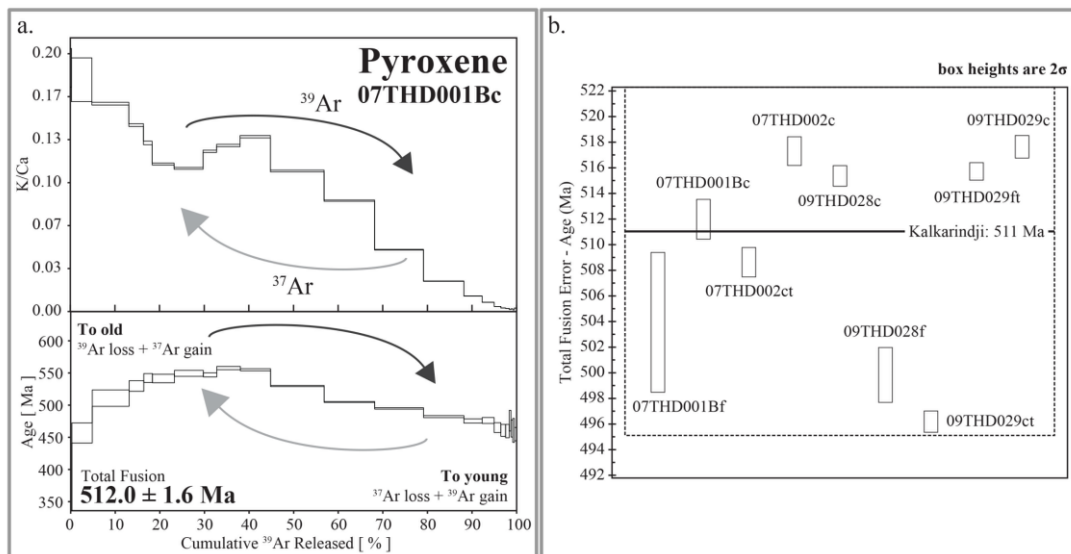 a.
Pyroxene
07THD001Bc
³⁹Ar
³⁷Ar
K/Ca
0.20
0.17
0.13
0.10
0.07
0.03
0.00
To old
³⁹Ar loss + ³⁷Ar gain
Age [ Ma ]
600
550
500
450
400
350
Total Fusion
512.0 ± 1.6 Ma
To young
³⁷Ar loss + ³⁹Ar gain
0 10 20 30 40 50 60 70 80 90 100
Cumulative ³⁹Ar Released [ % ]
b.
box heights are 2σ
Total Fusion Error - Age (Ma)
522
520
518
516
514
512
510
508
506
504
502
500
498
496
494
492
07THD002c
09THD029c
07THD001Bc
09THD028c
09THD029ft
Kalkarindji: 511 Ma
07THD002ct
09THD028f
07THD001Bf
09THD029ct